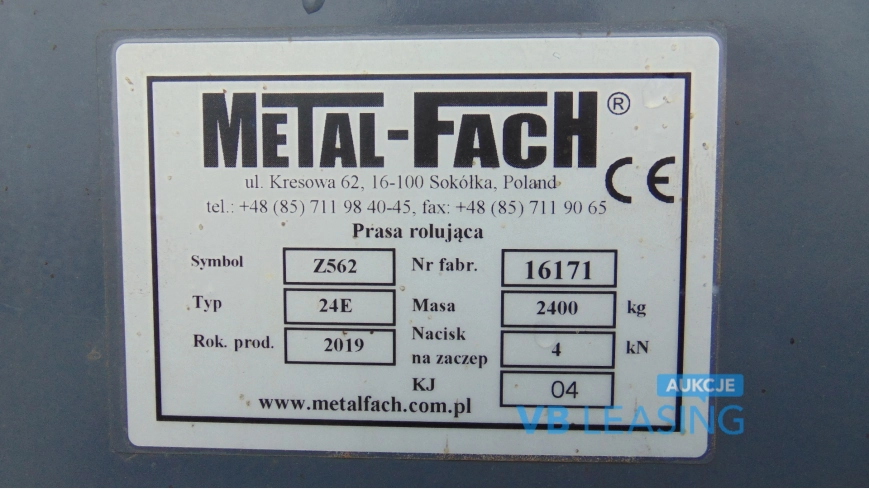 METAL-FACH®
CE
ul. Kresowa 62, 16-100 Sokółka, Poland
tel.: +48 (85) 711 98 40-45, fax: +48 (85) 711 90 65
Prasa rolująca
Symbol Z562 Nr fabr. 16171
Typ 24E Masa 2400 kg
Rok. prod. 2019 Nacisk na zaczep 4 kN
KJ 04
www.metalfach.com.pl
AUKCJE
VB LEASING